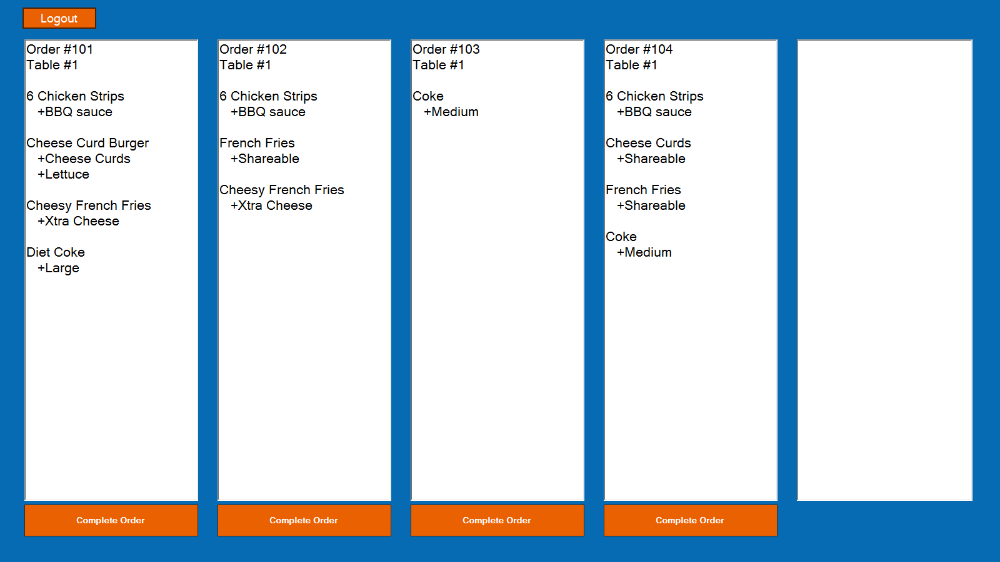 Logout
Order #101
Table #1
6 Chicken Strips
+BBQ sauce
Cheese Curd Burger
+Cheese Curds
+Lettuce
Cheesy French Fries
+Xtra Cheese
Diet Coke
+Large
Complete Order
Order #102
Table #1
6 Chicken Strips
+BBQ sauce
French Fries
+Shareable
Cheesy French Fries
+Xtra Cheese
Complete Order
Order #103
Table #1
Coke
+Medium
Complete Order
Order #104
Table #1
6 Chicken Strips
+BBQ sauce
Cheese Curds
+Shareable
French Fries
+Shareable
Coke
+Medium
Complete Order